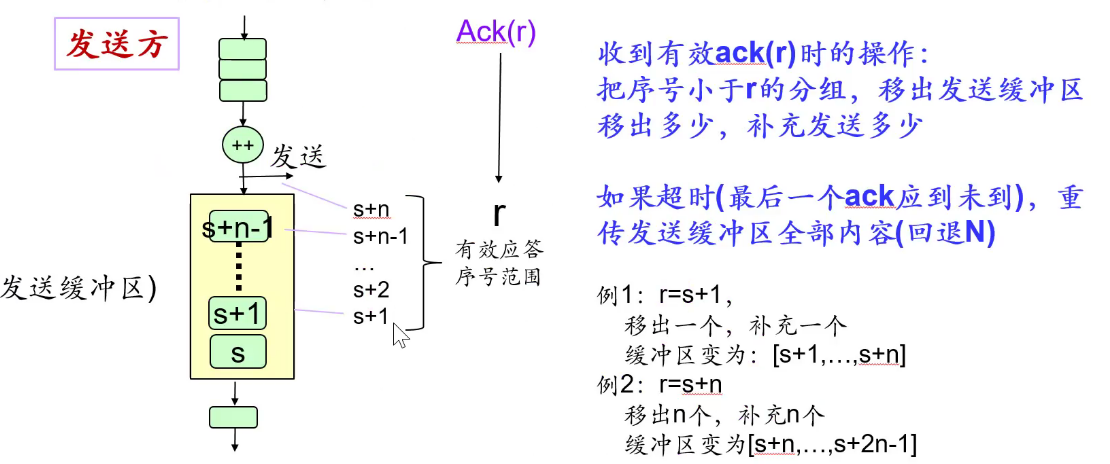 发送方
Ack(r)
++
发送
s+n-1
s+1
s
发送缓冲区)
s+n
s+n-1
...
s+2
s+1
r
有效应答
序号范围
收到有效ack(r)时的操作:
把序号小于r的分组，移出发送缓冲区
移出多少，补充发送多少
如果超时(最后一个ack应到未到)，重
传发送缓冲区全部内容(回退N)
例1：r=s+1，
移出一个，补充一个
缓冲区变为：[s+1,...,s+n]
例2：r=s+n
移出n个，补充n个
缓冲区变为[s+n,...,s+2n-1]